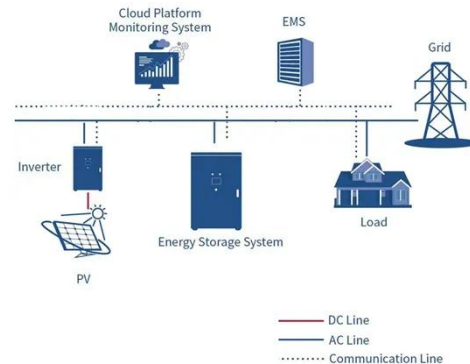 Cloud Platform
Monitoring System
EMS
Grid
Inverter
Energy Storage System
Load
PV
DC Line
AC Line
Communication Line